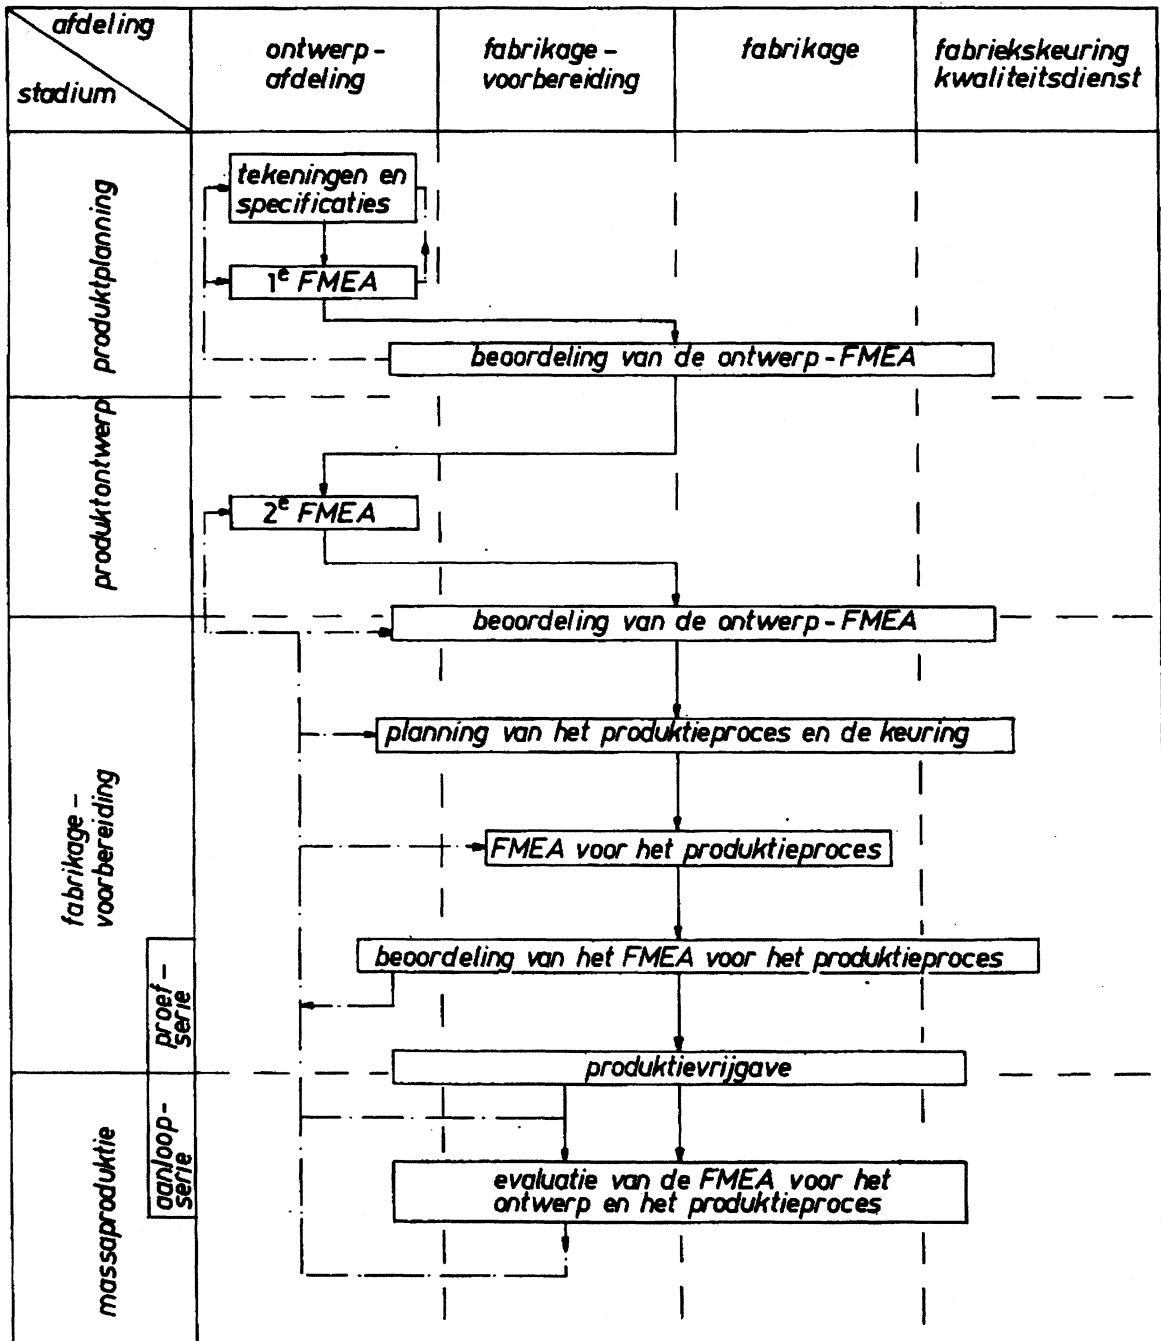 afdeling
stadium
ontwerp-
afdeling
fabrikage-
voorbereiding
fabrikage
fabriekskeuring
kwaliteitsdienst
produktplanning
tekeningen en
specificaties
1e FMEA
beoordeling van de ontwerp-FMEA
produktontwerp
2e FMEA
beoordeling van de ontwerp-FMEA
fabrikage-
voorbereiding
planning van het produktieproces en de keuring
FMEA voor het produktieproces
beoordeling van het FMEA voor het produktieproces
proef-
serie
produktievrijgave
massaproduktie
aanloop-
serie
evaluatie van de FMEA voor het
ontwerp en het produktieproces